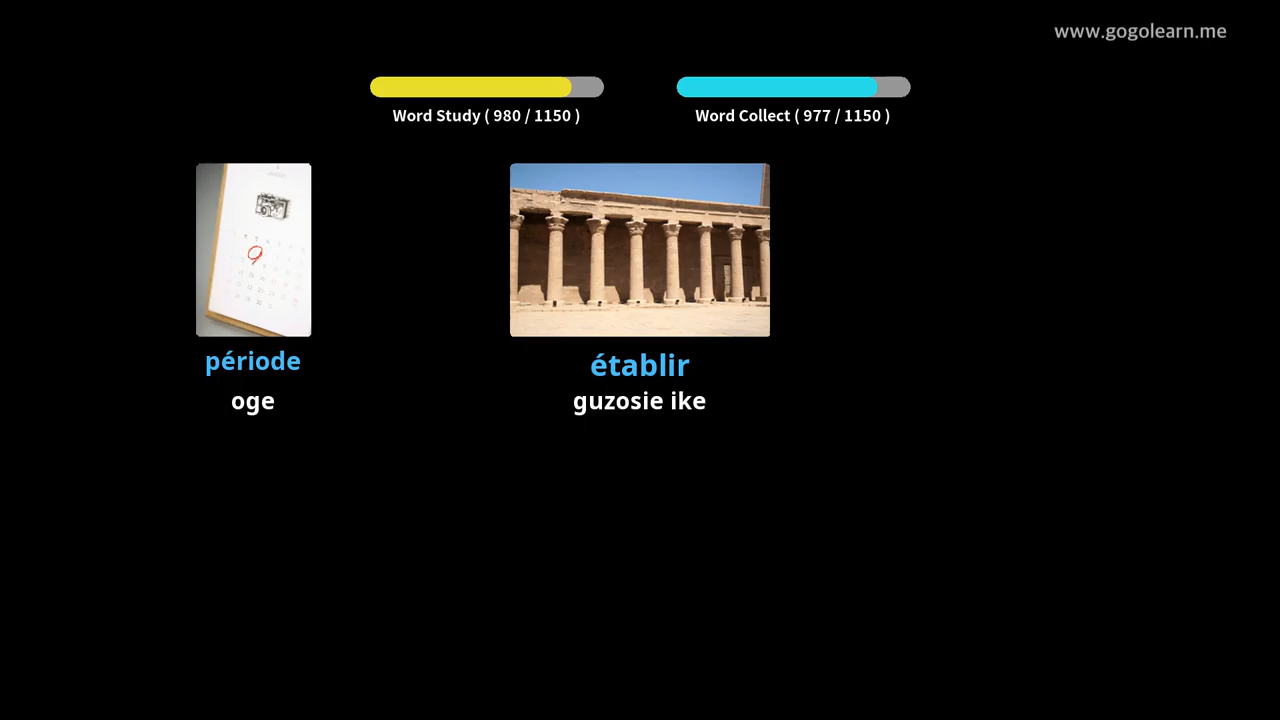 www.gogolearn.me
Word Study ( 980 / 1150 )
Word Collect ( 977 / 1150 )
période
oge
établir
guzosie ike